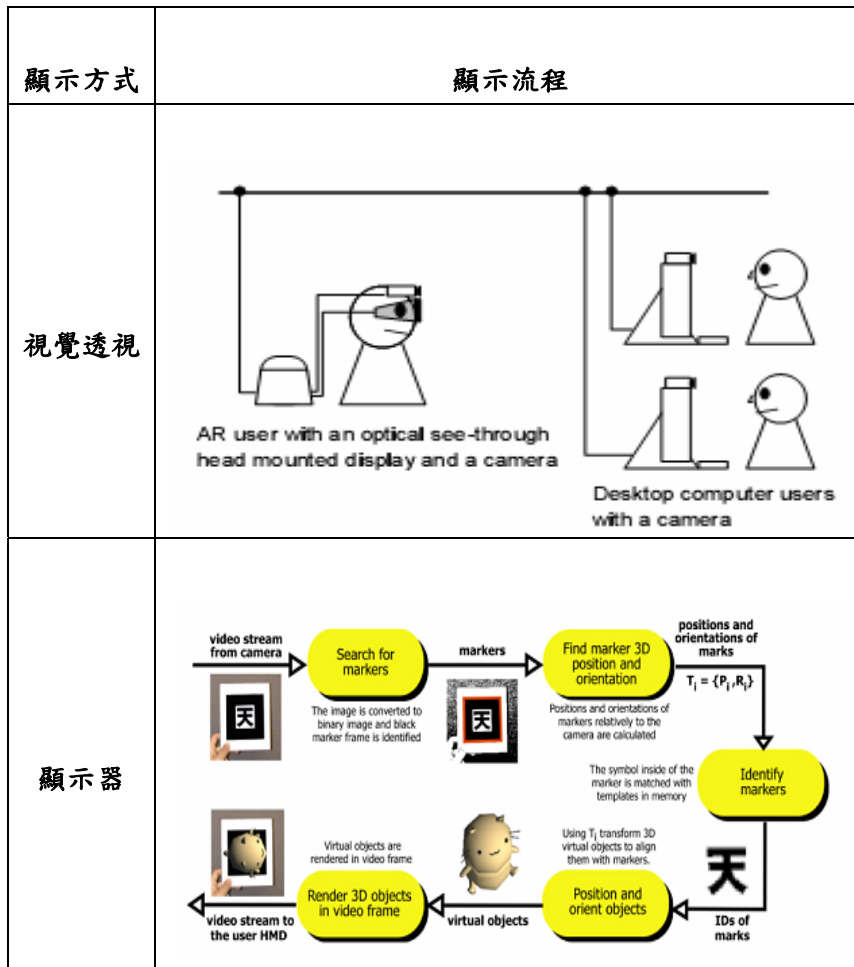 顯示方式
顯示流程
視覺透視
AR user with an optical see-through
head mounted display and a camera
Desktop computer users
with a camera
顯示器
video stream
from camera
Search for
markers
The image is converted to
binary image and black
marker frame is identified
markers
Find marker 3D
position and
orientation
Positions and orientations of
markers relatively to the
camera are calculated
positions and
orientations of
marks
Ti = {Pi ,Ri}
天
天
The symbol inside of the
marker is matched with
templates in memory
Identify
markers
天
IDs of
marks
Using Ti transform 3D
virtual objects to align
them with markers.
Position and
orient objects
virtual objects
Virtual objects are
rendered in video frame
Render 3D objects
in video frame
video stream to
the user HMD